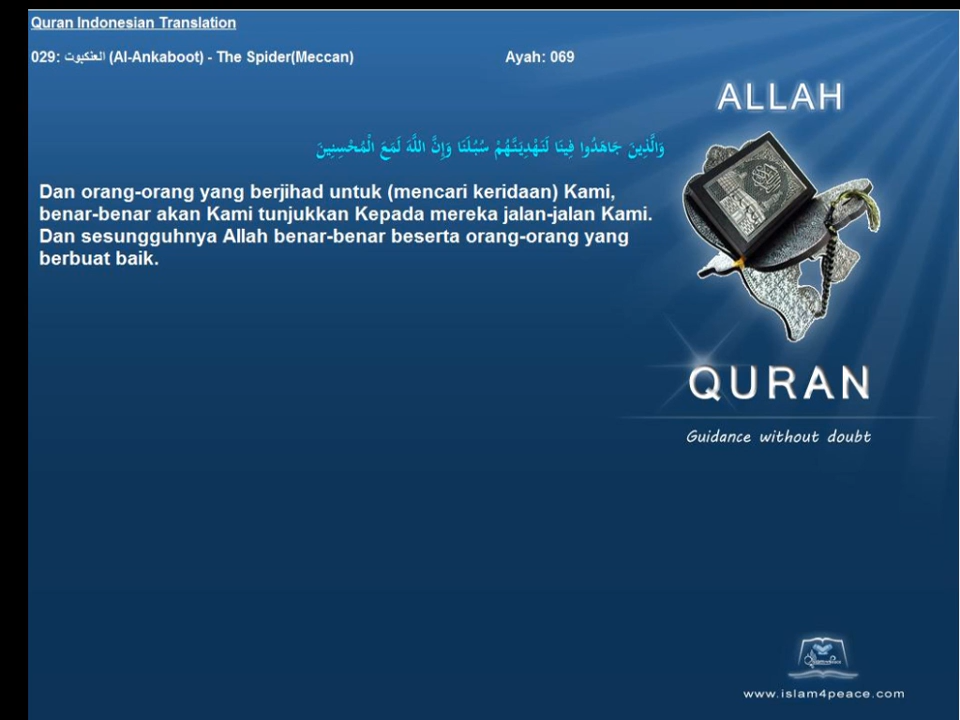 Quran Indonesian Translation
029: العنكبوت (Al-Ankaboot) - The Spider(Meccan) Ayah: 069
ALLAH
وَالَّذِينَ جَاهَدُوا فِينَا لَنَهْدِيَنَّهُمْ سُبُلَنَا وَإِنَّ اللَّهَ لَمَعَ الْمُحْسِنِينَ
Dan orang-orang yang berjihad untuk (mencari keridaan) Kami,
benar-benar akan Kami tunjukkan Kepada mereka jalan-jalan Kami.
Dan sesungguhnya Allah benar-benar beserta orang-orang yang
berbuat baik.
QURAN
Guidance without doubt
www.islam4peace.com